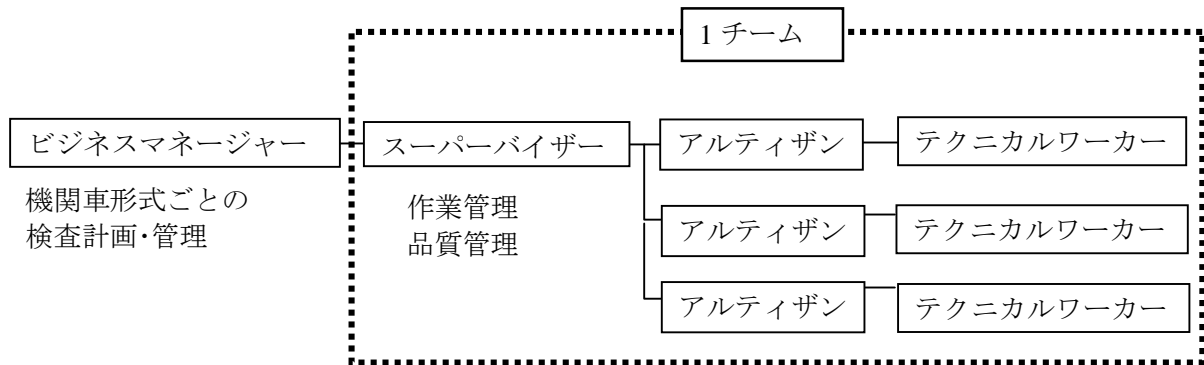 1 チーム
ビジネスマネージャー
スーパーバイザー
アルティザン
テクニカルワーカー
機関車形式ごとの
検査計画・管理
作業管理
品質管理
アルティザン
テクニカルワーカー
アルティザン
テクニカルワーカー